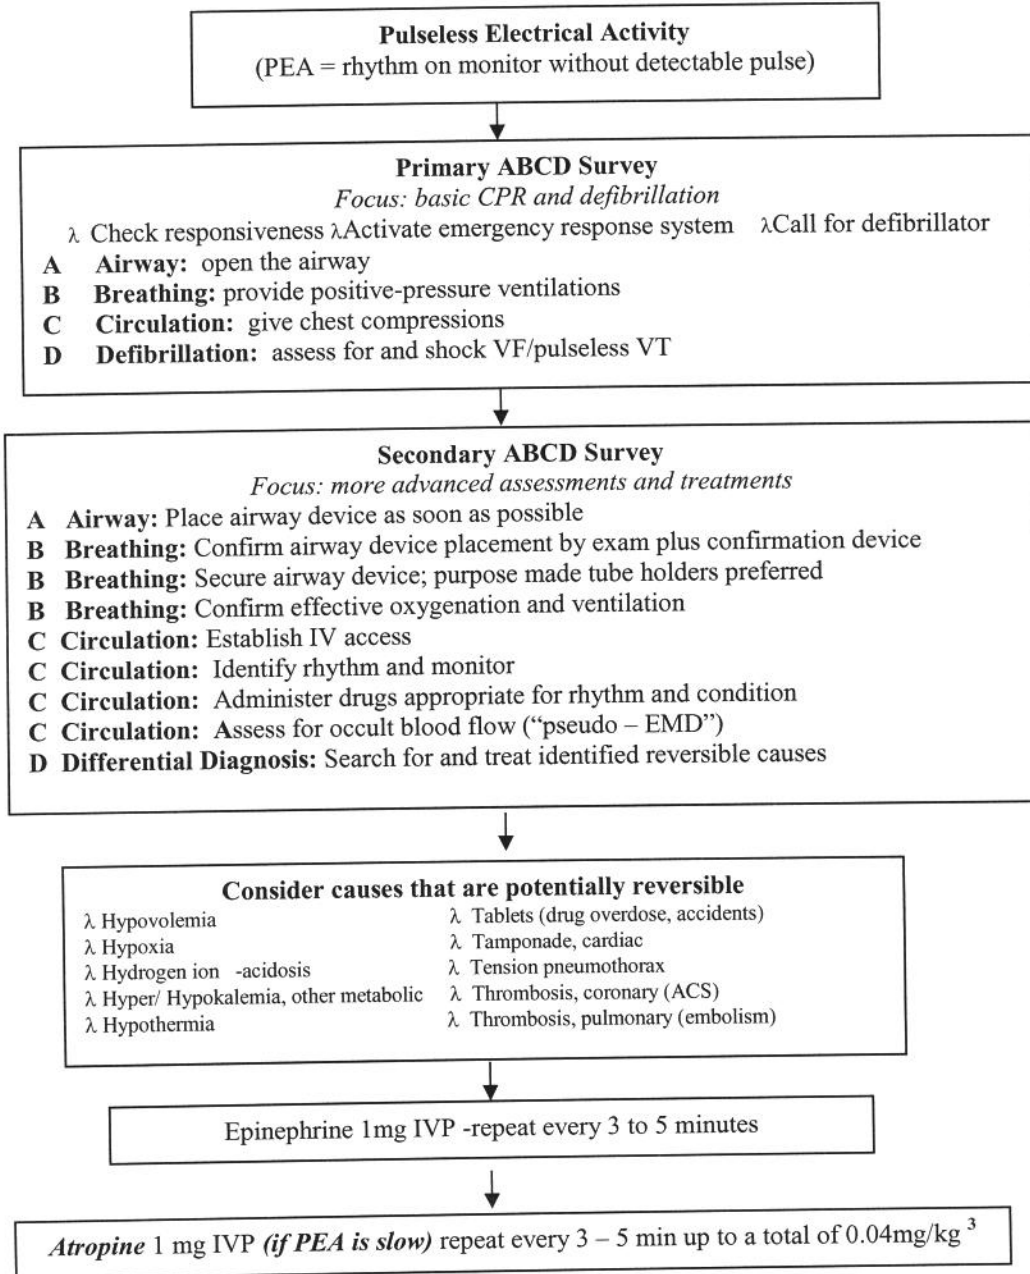 Pulseless Electrical Activity
(PEA = rhythm on monitor without detectable pulse)
Primary ABCD Survey
Focus: basic CPR and defibrillation
λ Check responsiveness λActivate emergency response system λCall for defibrillator
A Airway: open the airway
B Breathing: provide positive-pressure ventilations
C Circulation: give chest compressions
D Defibrillation: assess for and shock VF/pulseless VT
Secondary ABCD Survey
Focus: more advanced assessments and treatments
A Airway: Place airway device as soon as possible
B Breathing: Confirm airway device placement by exam plus confirmation device
B Breathing: Secure airway device; purpose made tube holders preferred
B Breathing: Confirm effective oxygenation and ventilation
C Circulation: Establish IV access
C Circulation: Identify rhythm and monitor
C Circulation: Administer drugs appropriate for rhythm and condition
C Circulation: Assess for occult blood flow (“pseudo – EMD”)
D Differential Diagnosis: Search for and treat identified reversible causes
Consider causes that are potentially reversible
λ Hypovolemia
λ Hypoxia
λ Hydrogen ion -acidosis
λ Hyper/ Hypokalemia, other metabolic
λ Hypothermia
λ Tablets (drug overdose, accidents)
λ Tamponade, cardiac
λ Tension pneumothorax
λ Thrombosis, coronary (ACS)
λ Thrombosis, pulmonary (embolism)
Epinephrine 1mg IVP -repeat every 3 to 5 minutes
Atropine 1 mg IVP (if PEA is slow) repeat every 3 – 5 min up to a total of 0.04mg/kg ³